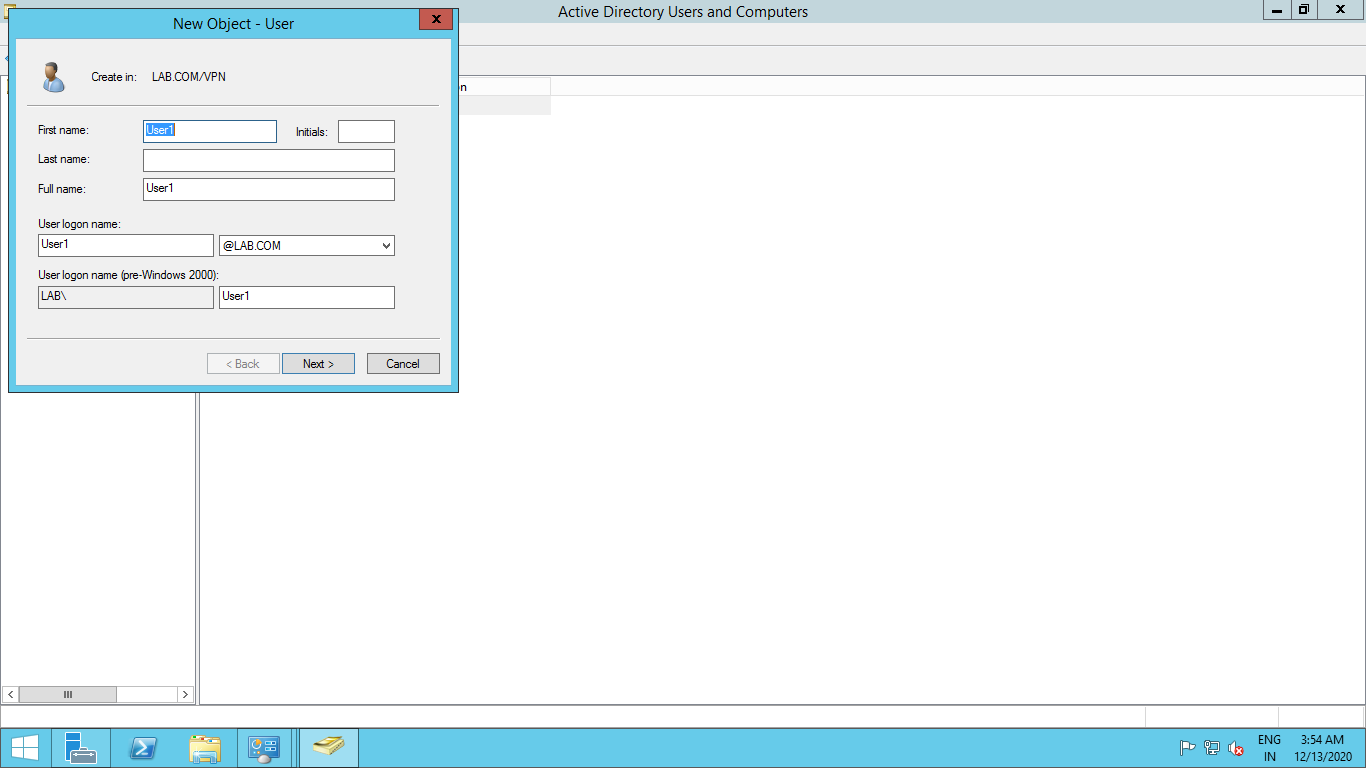 Active Directory Users and Computers
New Object - User
Create in: LAB.COM/VPN
First name: User1 Initials:
Last name:
Full name: User1
User logon name:
User1 @LAB.COM
User logon name (pre-Windows 2000):
LAB\ User1
< Back Next > Cancel
ENG 3:54 AM
IN 12/13/2020